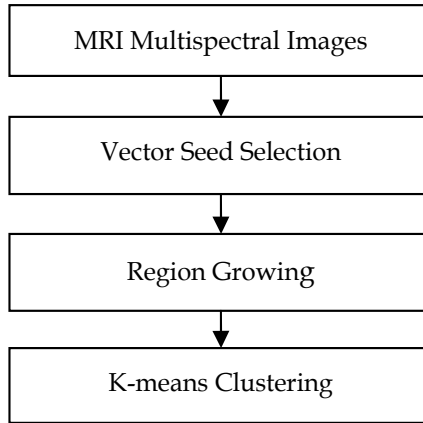 MRI Multispectral Images
Vector Seed Selection
Region Growing
K-means Clustering